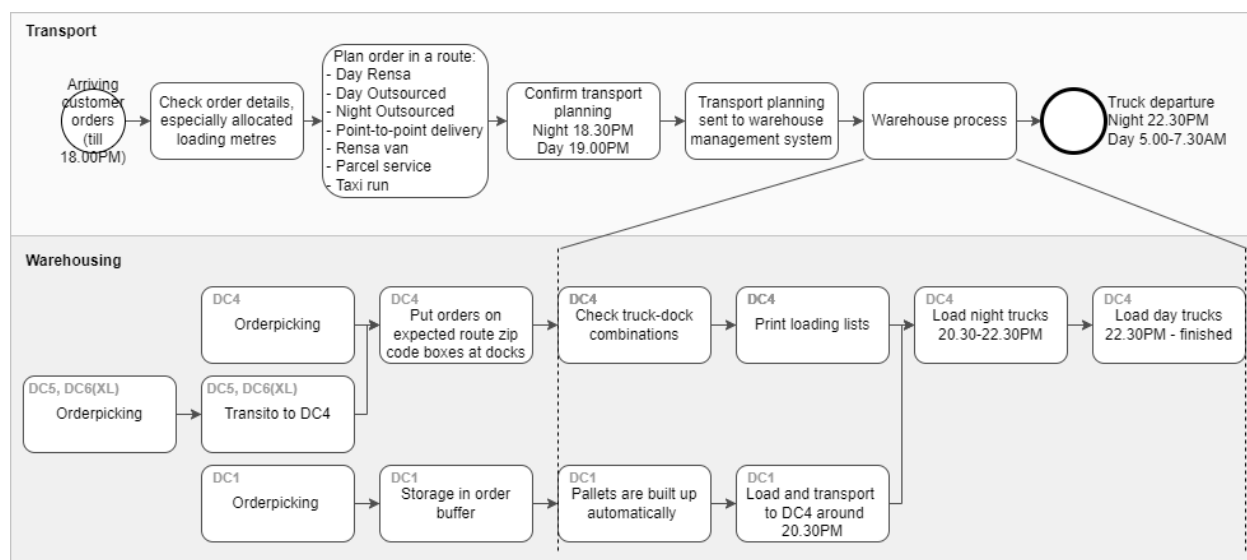 Transport
Arriving
customer
orders
(till
18.00PM)
Check order details,
especially allocated
loading metres
Plan order in a route:
- Day Rensa
- Day Outsourced
- Night Outsourced
- Point-to-point delivery
- Rensa van
- Parcel service
- Taxi run
Confirm transport
planning
Night 18.30PM
Day 19.00PM
Transport planning
sent to warehouse
management system
Warehouse process
Truck departure
Night 22.30PM
Day 5.00-7.30AM
Warehousing
DC4
Orderpicking
DC4
Put orders on
expected route zip
code boxes at docks
DC4
Check truck-dock
combinations
DC4
Print loading lists
DC4
Load night trucks
20.30-22.30PM
DC4
Load day trucks
22.30PM - finished
DC5, DC6(XL)
Orderpicking
DC5, DC6(XL)
Transito to DC4
DC1
Orderpicking
DC1
Storage in order
buffer
DC1
Pallets are built up
automatically
DC1
Load and transport
to DC4 around
20.30PM